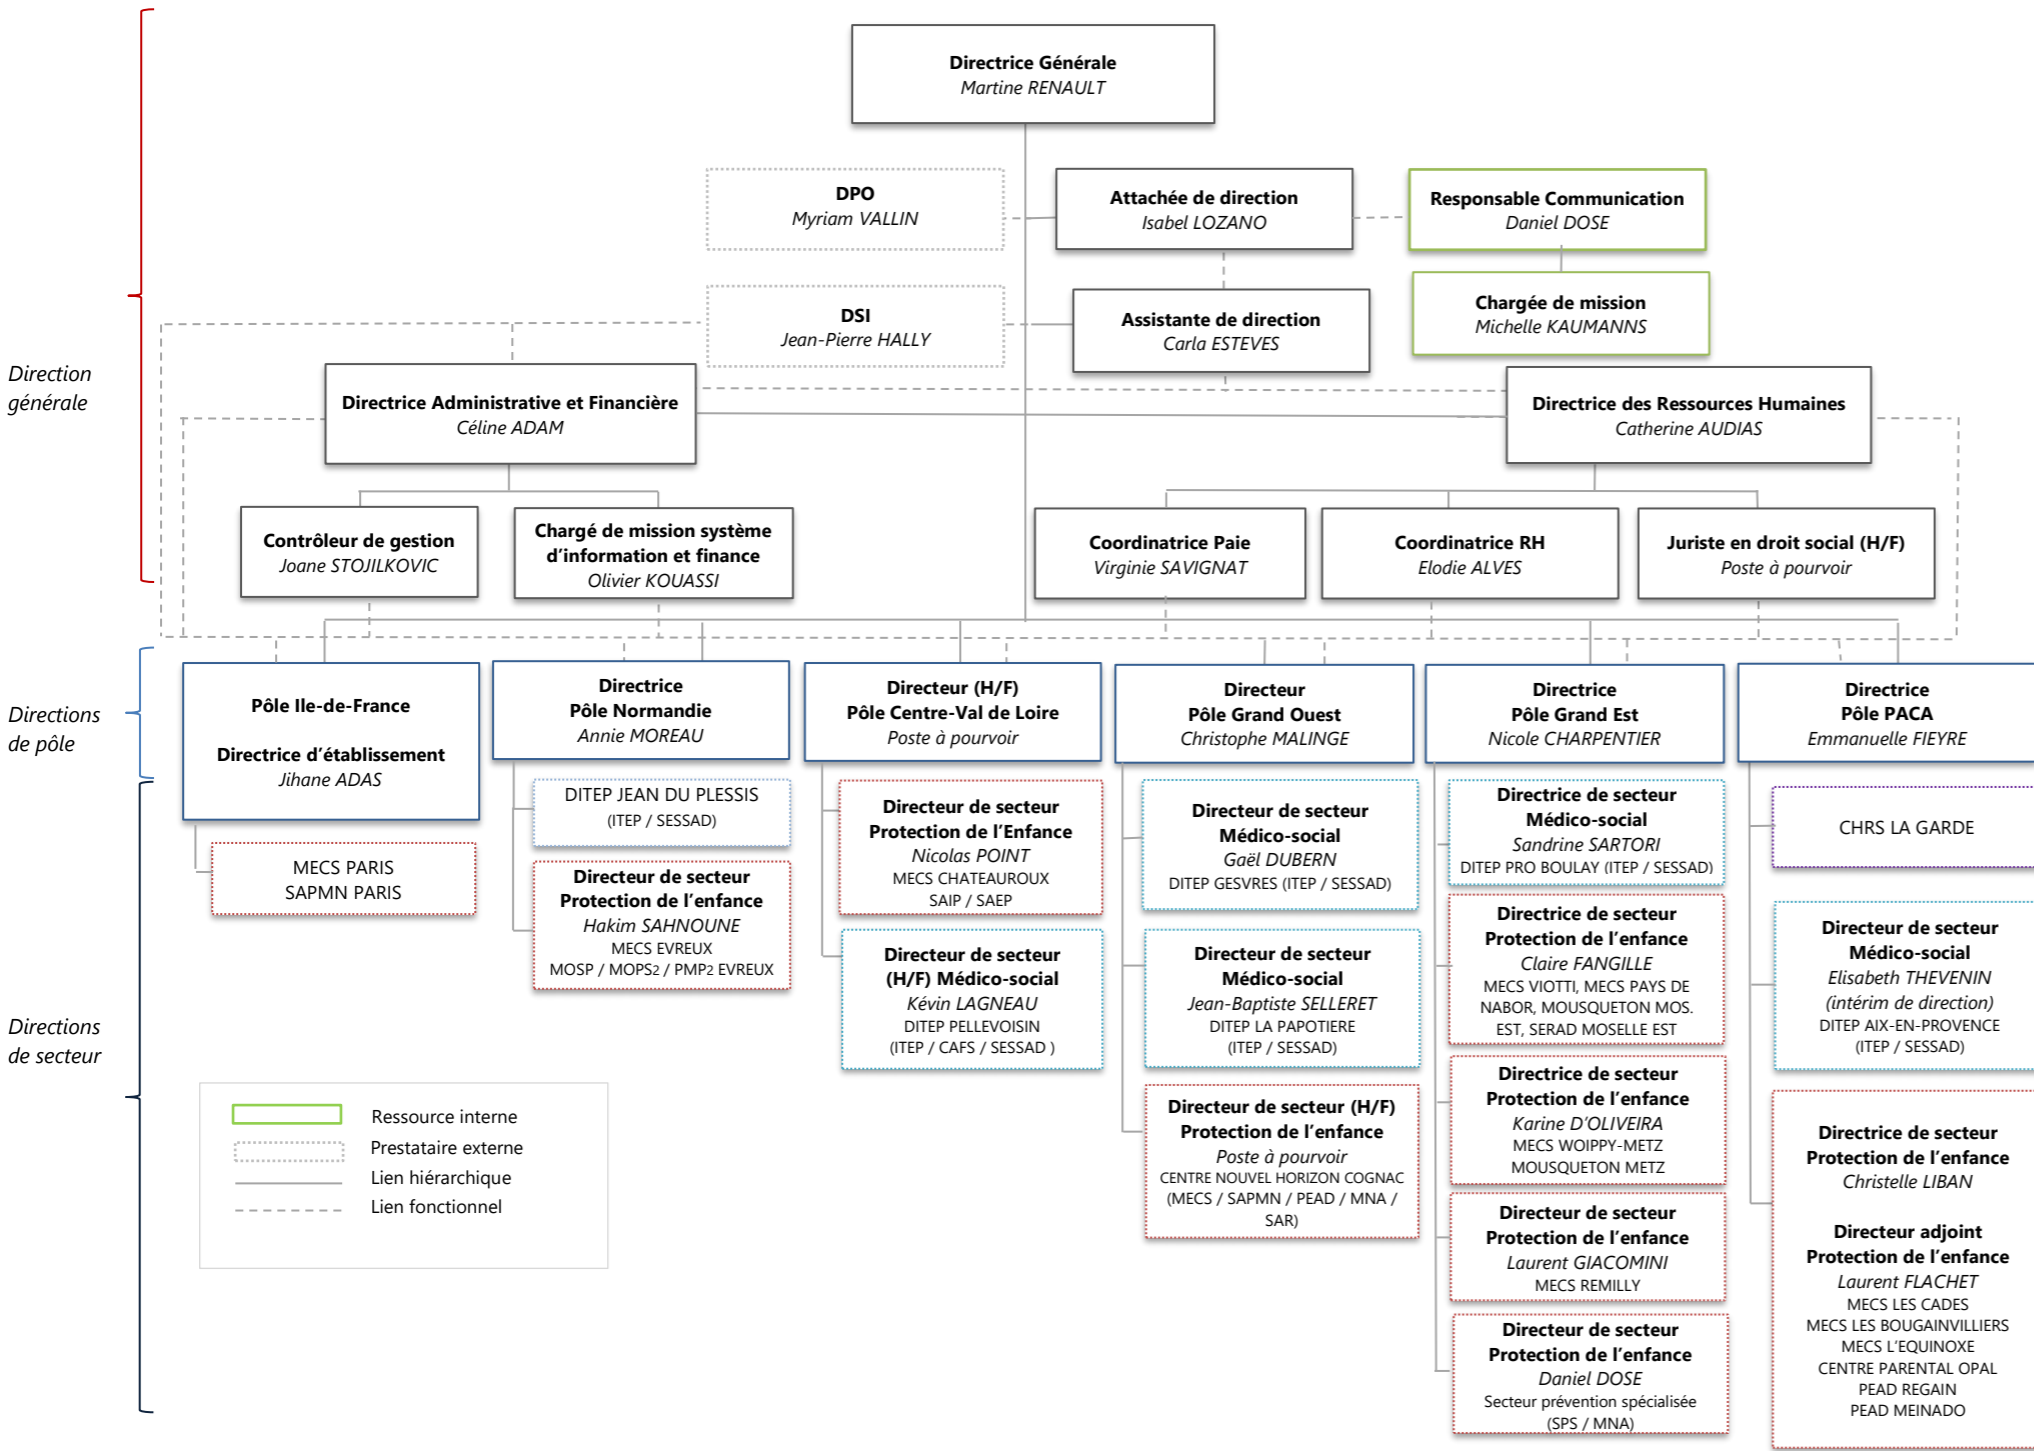 Directrice Générale
Martine RENAULT
DPO
Myriam VALLIN
Attachée de direction
Isabel LOZANO
Responsable Communication
Daniel DOSE
DSI
Jean-Pierre HALLY
Assistante de direction
Carla ESTEVES
Chargée de mission
Michelle KAUMANNS
Direction
générale
Directrice Administrative et Financière
Céline ADAM
Directrice des Ressources Humaines
Catherine AUDIAS
Contrôleur de gestion
Joane STOJILKOVIC
Chargé de mission système
d'information et finance
Olivier KOUASSI
Coordinatrice Paie
Virginie SAVIGNAT
Coordinatrice RH
Elodie ALVES
Juriste en droit social (H/F)
Poste à pourvoir
Directions
de pôle
Pôle Ile-de-France
Directrice d'établissement
Jihane ADAS
Directrice
Pôle Normandie
Annie MOREAU
Directeur (H/F)
Pôle Centre-Val de Loire
Poste à pourvoir
Directeur
Pôle Grand Ouest
Christophe MALINGE
Directrice
Pôle Grand Est
Nicole CHARPENTIER
Directrice
Pôle PACA
Emmanuelle FIEYRE
Directions
de secteur
MECS PARIS
SAPMN PARIS
DITEP JEAN DU PLESSIS
(ITEP / SESSAD)
Directeur de secteur
Protection de l'enfance
Hakim SAHNOUNE
MECS EVREUX
MOSP / MOPS2 / PMP2 EVREUX
Directeur de secteur
Protection de l'Enfance
Nicolas POINT
MECS CHATEAUROUX
SAIP / SAEP
Directeur de secteur
(H/F) Médico-social
Kévin LAGNEAU
DITEP PELLEVOISIN
(ITEP / CAFS / SESSAD )
Directeur de secteur
Médico-social
Gaël DUBERN
DITEP GESVRES (ITEP / SESSAD)
Directeur de secteur
Médico-social
Jean-Baptiste SELLERET
DITEP LA PAPOTIERE
(ITEP / SESSAD)
Directeur de secteur (H/F)
Protection de l'enfance
Poste à pourvoir
CENTRE NOUVEL HORIZON COGNAC
(MECS / SAPMN / PEAD / MNA /
SAR)
Directrice de secteur
Médico-social
Sandrine SARTORI
DITEP PRO BOULAY (ITEP / SESSAD)
Directrice de secteur
Protection de l'enfance
Claire FANGILLE
MECS VIOTTI, MECS PAYS DE
NABOR, MOUSQUETON MOS.
EST, SERAD MOSELLE EST
Directrice de secteur
Protection de l'enfance
Karine D'OLIVEIRA
MECS WOIPPY-METZ
MOUSQUETON METZ
Directeur de secteur
Protection de l'enfance
Laurent GIACOMINI
MECS REMILLY
Directeur de secteur
Protection de l'enfance
Daniel DOSE
Secteur prévention spécialisée
(SPS / MNA)
CHRS LA GARDE
Directeur de secteur
Médico-social
Elisabeth THEVENIN
(intérim de direction)
DITEP AIX-EN-PROVENCE
(ITEP / SESSAD)
Directrice de secteur
Protection de l'enfance
Christelle LIBAN
Directeur adjoint
Protection de l'enfance
Laurent FLACHET
MECS LES CADES
MECS LES BOUGAINVILLIERS
MECS L'EQUINOXE
CENTRE PARENTAL OPAL
PEAD REGAIN
PEAD MEINADO
Ressource interne
Prestataire externe
Lien hiérarchique
Lien fonctionnel